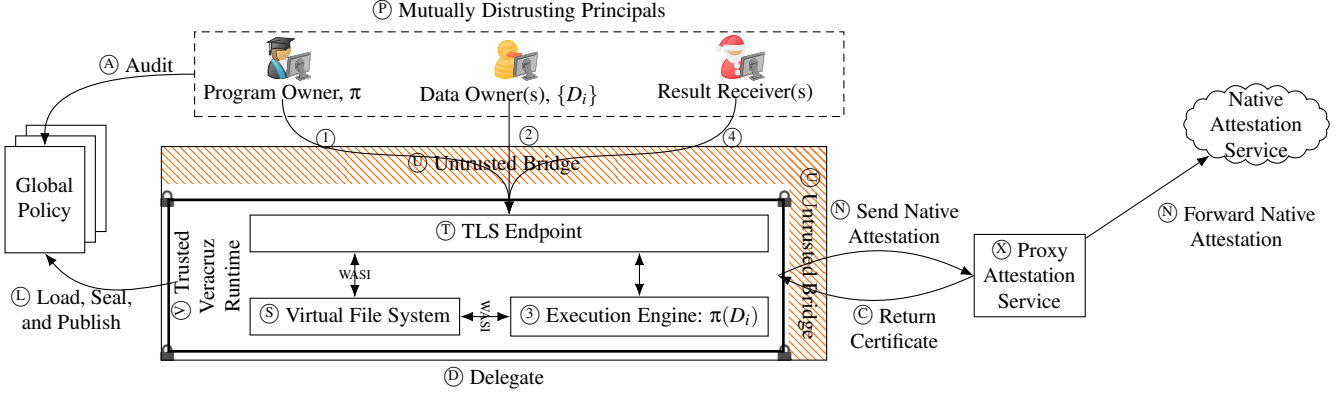 Ⓟ Mutually Distrusting Principals
Ⓐ Audit
Program Owner, π
Data Owner(s), {Dᵢ}
Result Receiver(s)
①
②
④
Global
Policy
Ⓤ Untrusted Bridge
Ⓤ Untrusted Bridge
Ⓥ Trusted
Veracruz
Runtime
Ⓣ TLS Endpoint
WASI
Ⓢ Virtual File System
WASI
③ Execution Engine: π(Dᵢ)
Ⓛ Load, Seal,
and Publish
Ⓓ Delegate
Ⓝ Send Native
Attestation
Ⓒ Return
Certificate
Ⓧ Proxy
Attestation
Service
Native
Attestation
Service
Ⓝ Forward Native
Attestation